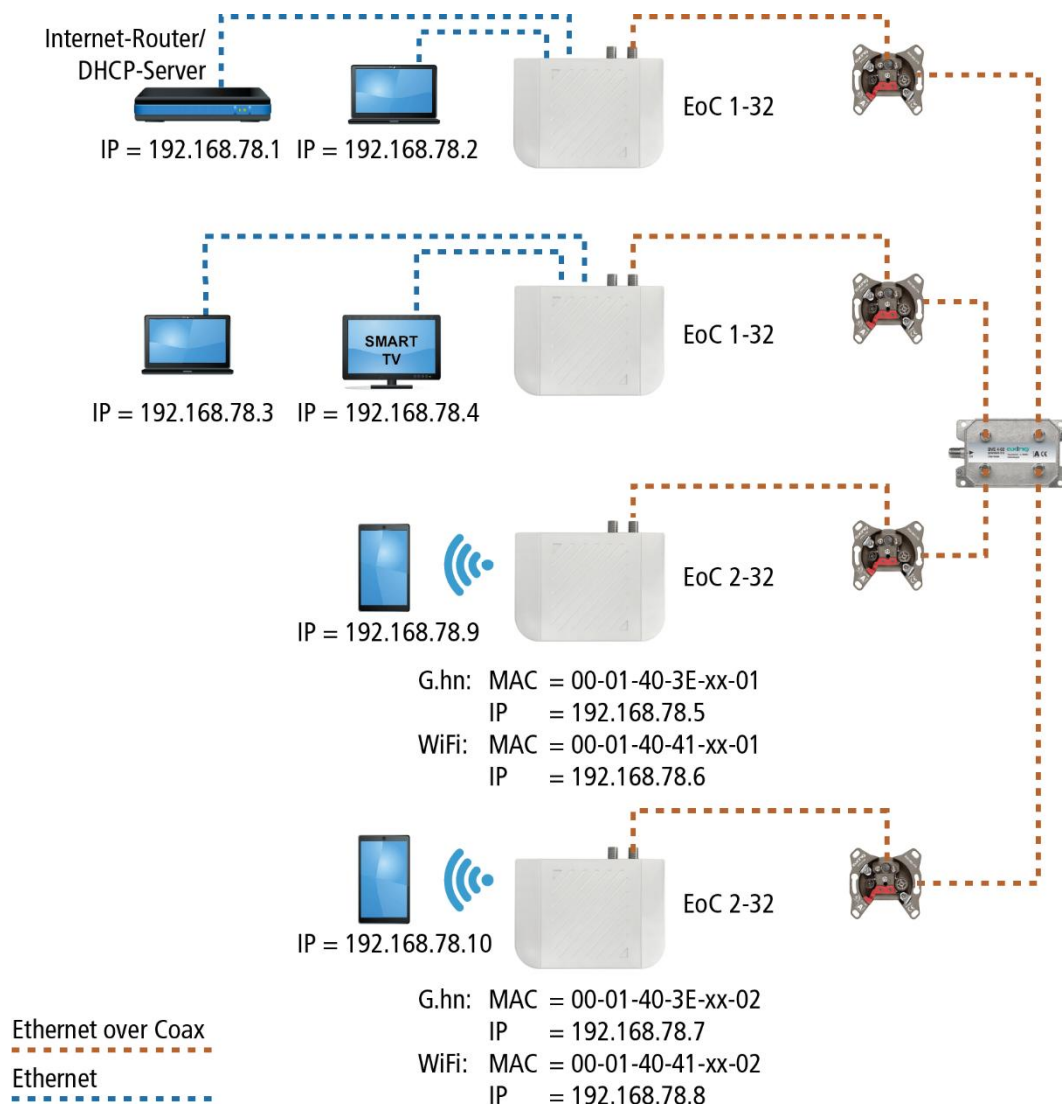 Internet-Router/
DHCP-Server
IP = 192.168.78.1
IP = 192.168.78.2
EoC 1-32
SMART
TV
IP = 192.168.78.3
IP = 192.168.78.4
EoC 1-32
EoC 2-32
IP = 192.168.78.9
G.hn: MAC = 00-01-40-3E-xx-01
IP = 192.168.78.5
WiFi: MAC = 00-01-40-41-xx-01
IP = 192.168.78.6
EoC 2-32
IP = 192.168.78.10
G.hn: MAC = 00-01-40-3E-xx-02
IP = 192.168.78.7
WiFi: MAC = 00-01-40-41-xx-02
IP = 192.168.78.8
Ethernet over Coax
Ethernet